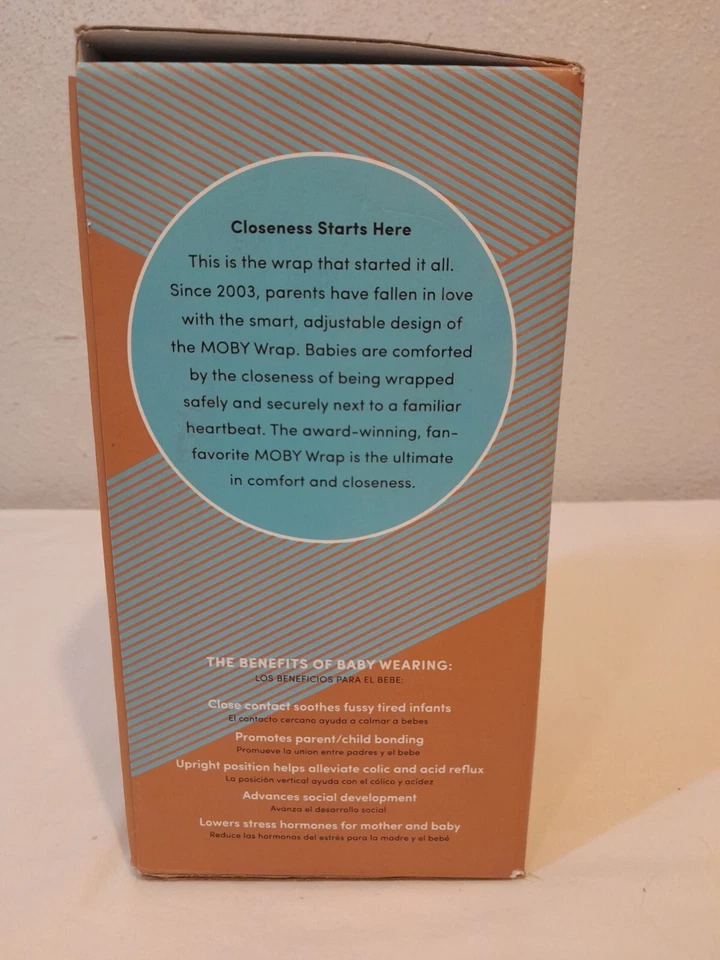 Closeness Starts Here
This is the wrap that started it all.
Since 2003, parents have fallen in love
with the smart, adjustable design of
the MOBY Wrap. Babies are comforted
by the closeness of being wrapped
safely and securely next to a familiar
heartbeat. The award-winning, fan-
favorite MOBY Wrap is the ultimate
in comfort and closeness.
THE BENEFITS OF BABY WEARING:
LOS BENEFICIOS PARA EL BEBE:
Close contact soothes fussy tired infants
El contacto cercano ayuda a calmar a bebes
Promotes parent/child bonding
Promueve la union entre padres y el bebe
Upright position helps alleviate colic and acid reflux
La posición vertical ayuda con el cólico y acidez
Advances social development
Avanza el desarrollo social
Lowers stress hormones for mother and baby
Reduce las hormonas del estrés para la madre y el bebé